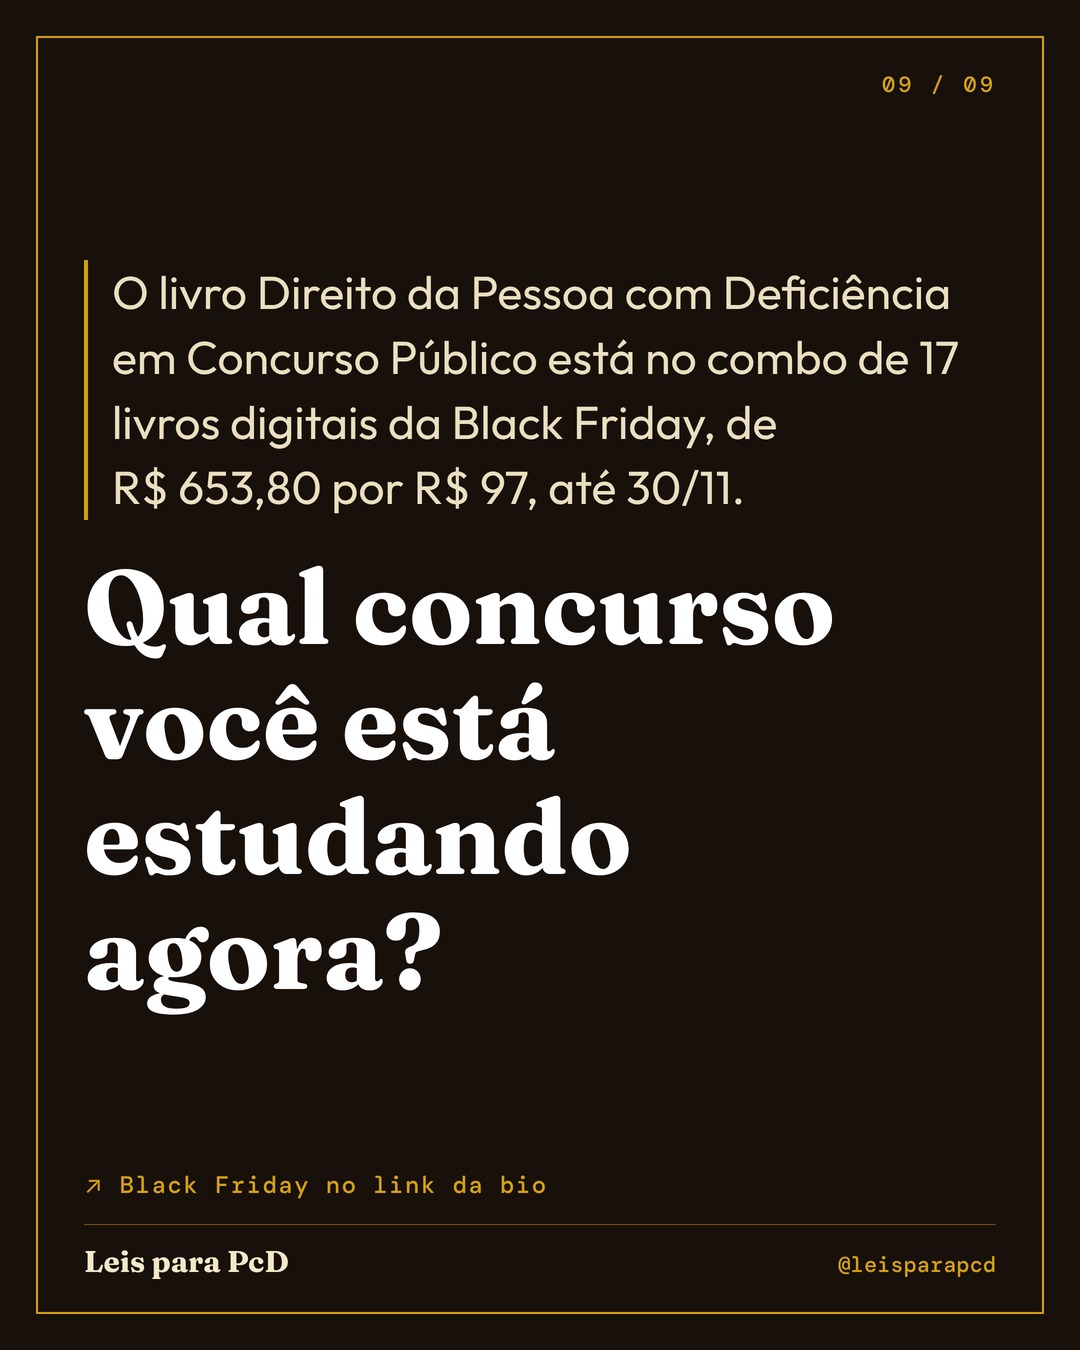 09 / 09
O livro Direito da Pessoa com Deficiência
em Concurso Público está no combo de 17
livros digitais da Black Friday, de
R$ 653,80 por R$ 97, até 30/11.
Qual concurso
você está
estudando
agora?
↗ Black Friday no link da bio
Leis para PcD
@leisparapcd